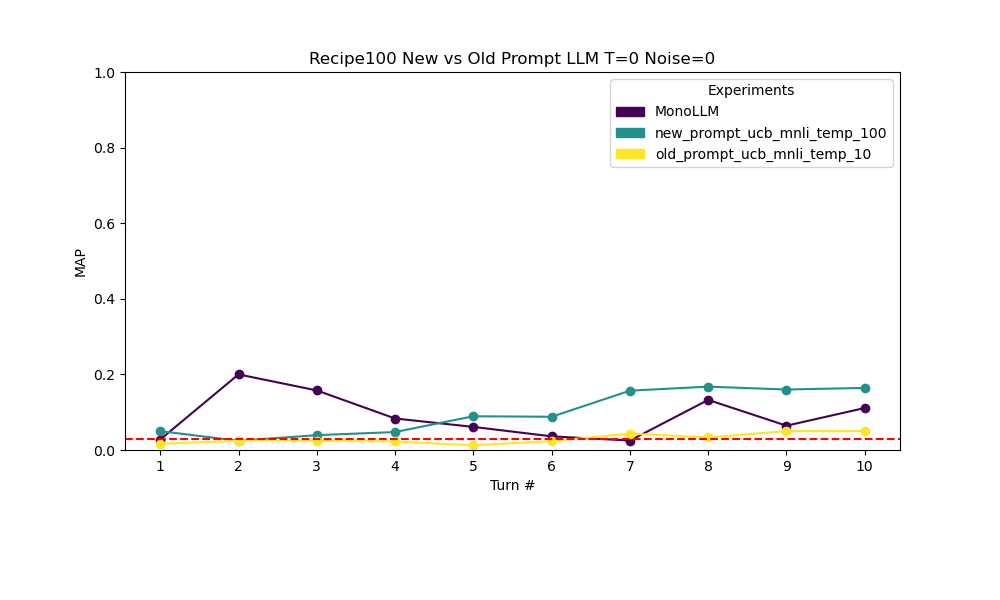 Recipe100 New vs Old Prompt LLM T=0 Noise=0
1.0
0.8
0.6
0.4
0.2
0.0
MAP
Experiments
MonoLLM
new_prompt_ucb_mnli_temp_100
old_prompt_ucb_mnli_temp_10
1 2 3 4 5 6 7 8 9 10
Turn #